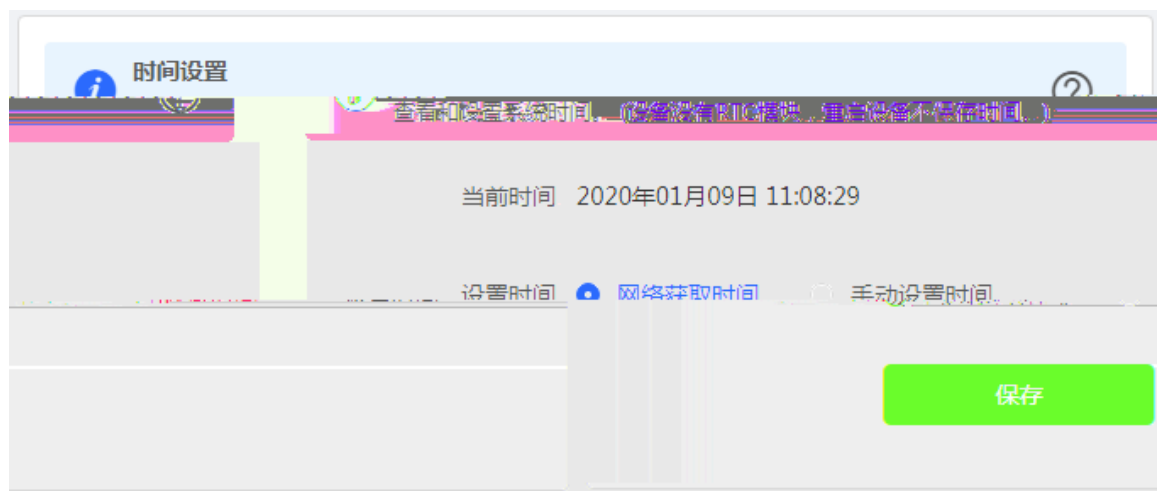 时间设置
查看和设置系统时间。(设备没有RTC模块,重启设备不保存时间。)
当前时间 2020年01月09日 11:08:29
设置时间 网络获取时间 手动设置时间
保存